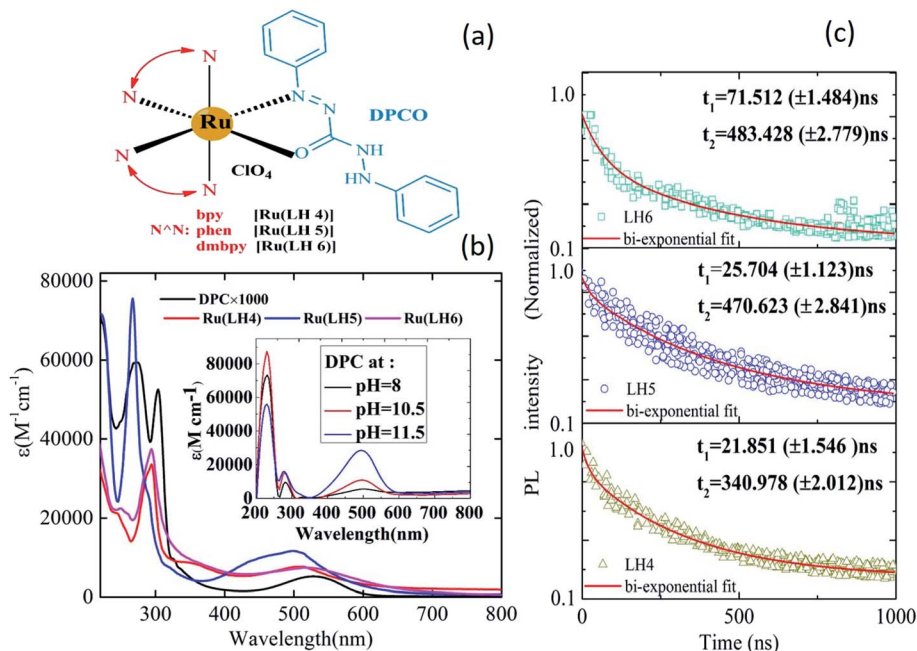 (a)
N
N
N
N
Ru
N
N
DPCO
O
NH
HN
ClO4
bpy [Ru(LH 4)]
N^N: phen [Ru(LH 5)]
dmbpy [Ru(LH 6)]
(b)
80000
60000
40000
20000
0
ε(M⁻¹cm⁻¹)
DPC×1000
Ru(LH4) Ru(LH5) Ru(LH6)
80000
60000
40000
20000
0
ε(M cm⁻¹)
DPC at :
pH=8
pH=10.5
pH=11.5
200 300 400 500 600 700 800
Wavelength(nm)
300 400 500 600 700 800
Wavelength(nm)
(c)
PL intensity (Normalized)
1.0
t1=71.512 (±1.484)ns
t2=483.428 (±2.779)ns
LH6
bi-exponential fit
0.1
1.0
t1=25.704 (±1.123)ns
t2=470.623 (±2.841)ns
LH5
bi-exponential fit
0.1
1.0
t1=21.851 (±1.546 )ns
t2=340.978 (±2.012)ns
LH4
bi-exponential fit
0.1
0 500 1000
Time (ns)